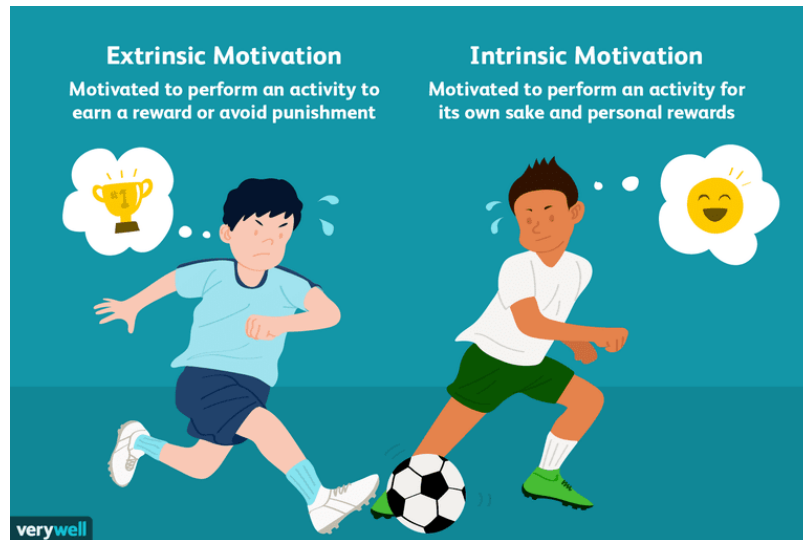 Extrinsic Motivation
Motivated to perform an activity to
earn a reward or avoid punishment
Intrinsic Motivation
Motivated to perform an activity for
its own sake and personal rewards
#1
verywell